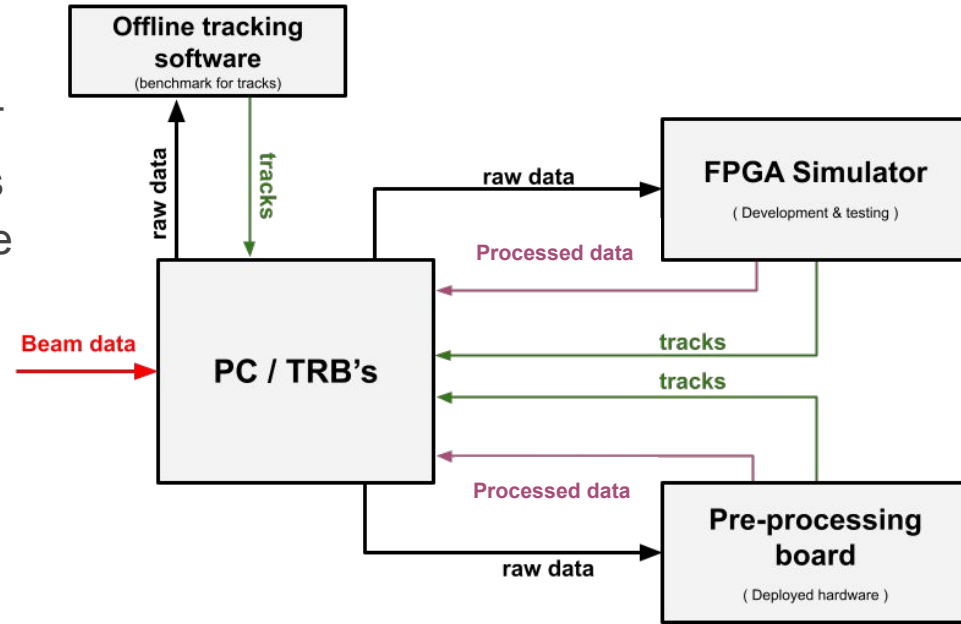 Offline tracking
software
(benchmark for tracks)
raw data
tracks
raw data
FPGA Simulator
( Development & testing )
Processed data
Beam data
PC / TRB's
tracks
tracks
Processed data
raw data
Pre-processing
board
( Deployed hardware )